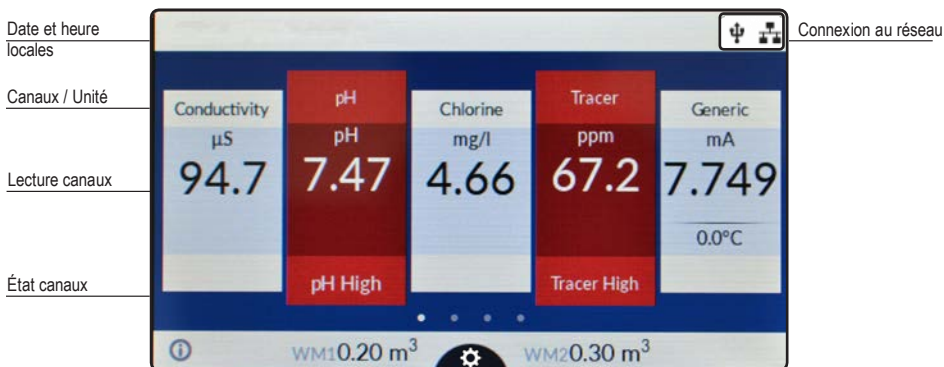 Date et heure
locales
Connexion au réseau
Canaux / Unité
Lecture canaux
État canaux
Conductivity
µS
94.7
pH
pH
7.47
pH High
Chlorine
mg/l
4.66
Tracer
ppm
67.2
Tracer High
Generic
mA
7.749
0.0°C
WM1 0.20 m³
WM2 0.30 m³